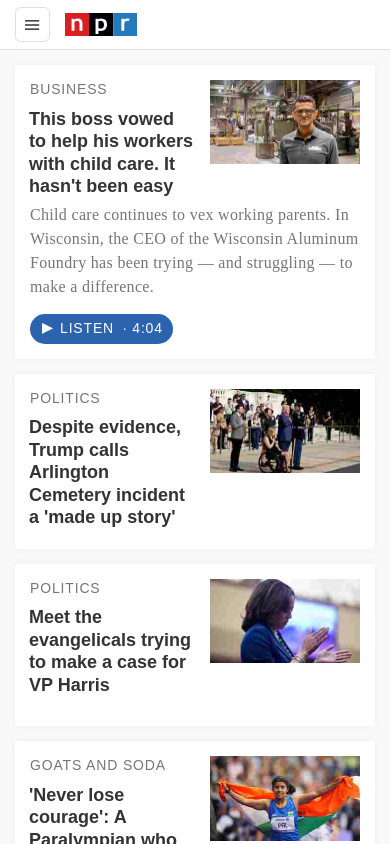 npr
BUSINESS
This boss vowed
to help his workers
with child care. It
hasn't been easy
Child care continues to vex working parents. In
Wisconsin, the CEO of the Wisconsin Aluminum
Foundry has been trying — and struggling — to
make a difference.
LISTEN · 4:04
POLITICS
Despite evidence,
Trump calls
Arlington
Cemetery incident
a 'made up story'
POLITICS
Meet the
evangelicals trying
to make a case for
VP Harris
GOATS AND SODA
'Never lose
courage': A
Paralympian who